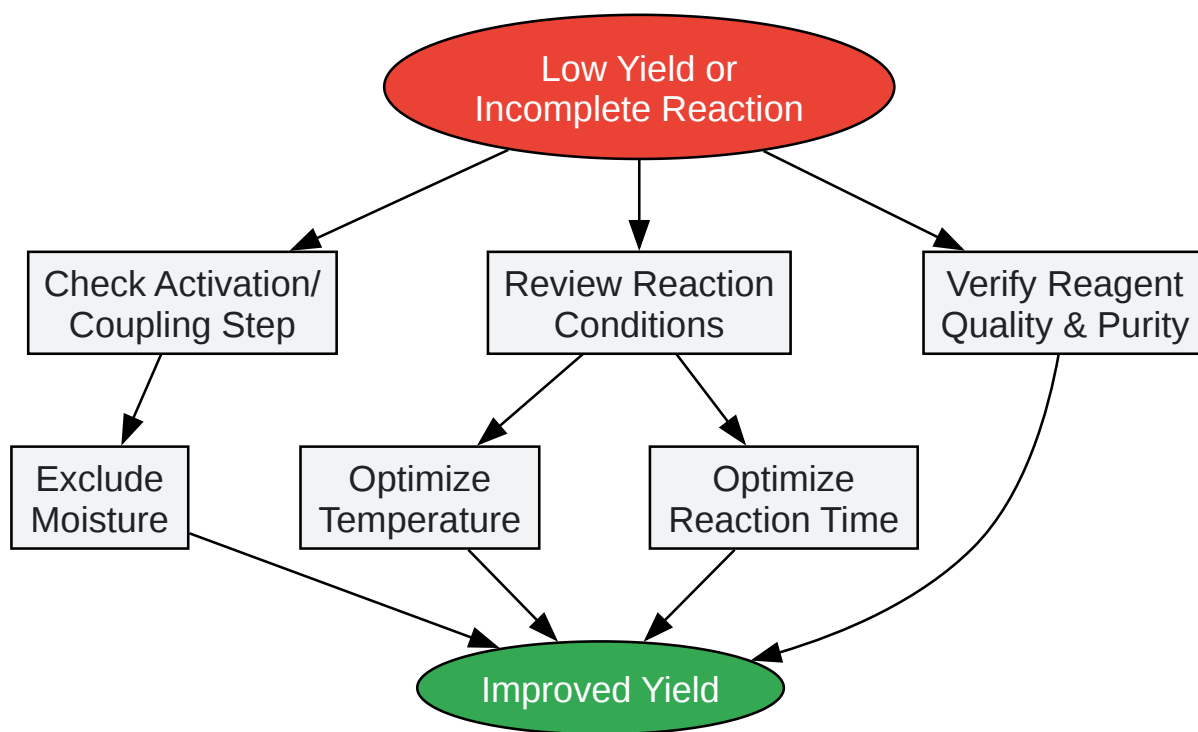 Low Yield or
Incomplete Reaction
Check Activation/
Coupling Step
Review Reaction
Conditions
Verify Reagent
Quality & Purity
Exclude
Moisture
Optimize
Temperature
Optimize
Reaction Time
Improved Yield